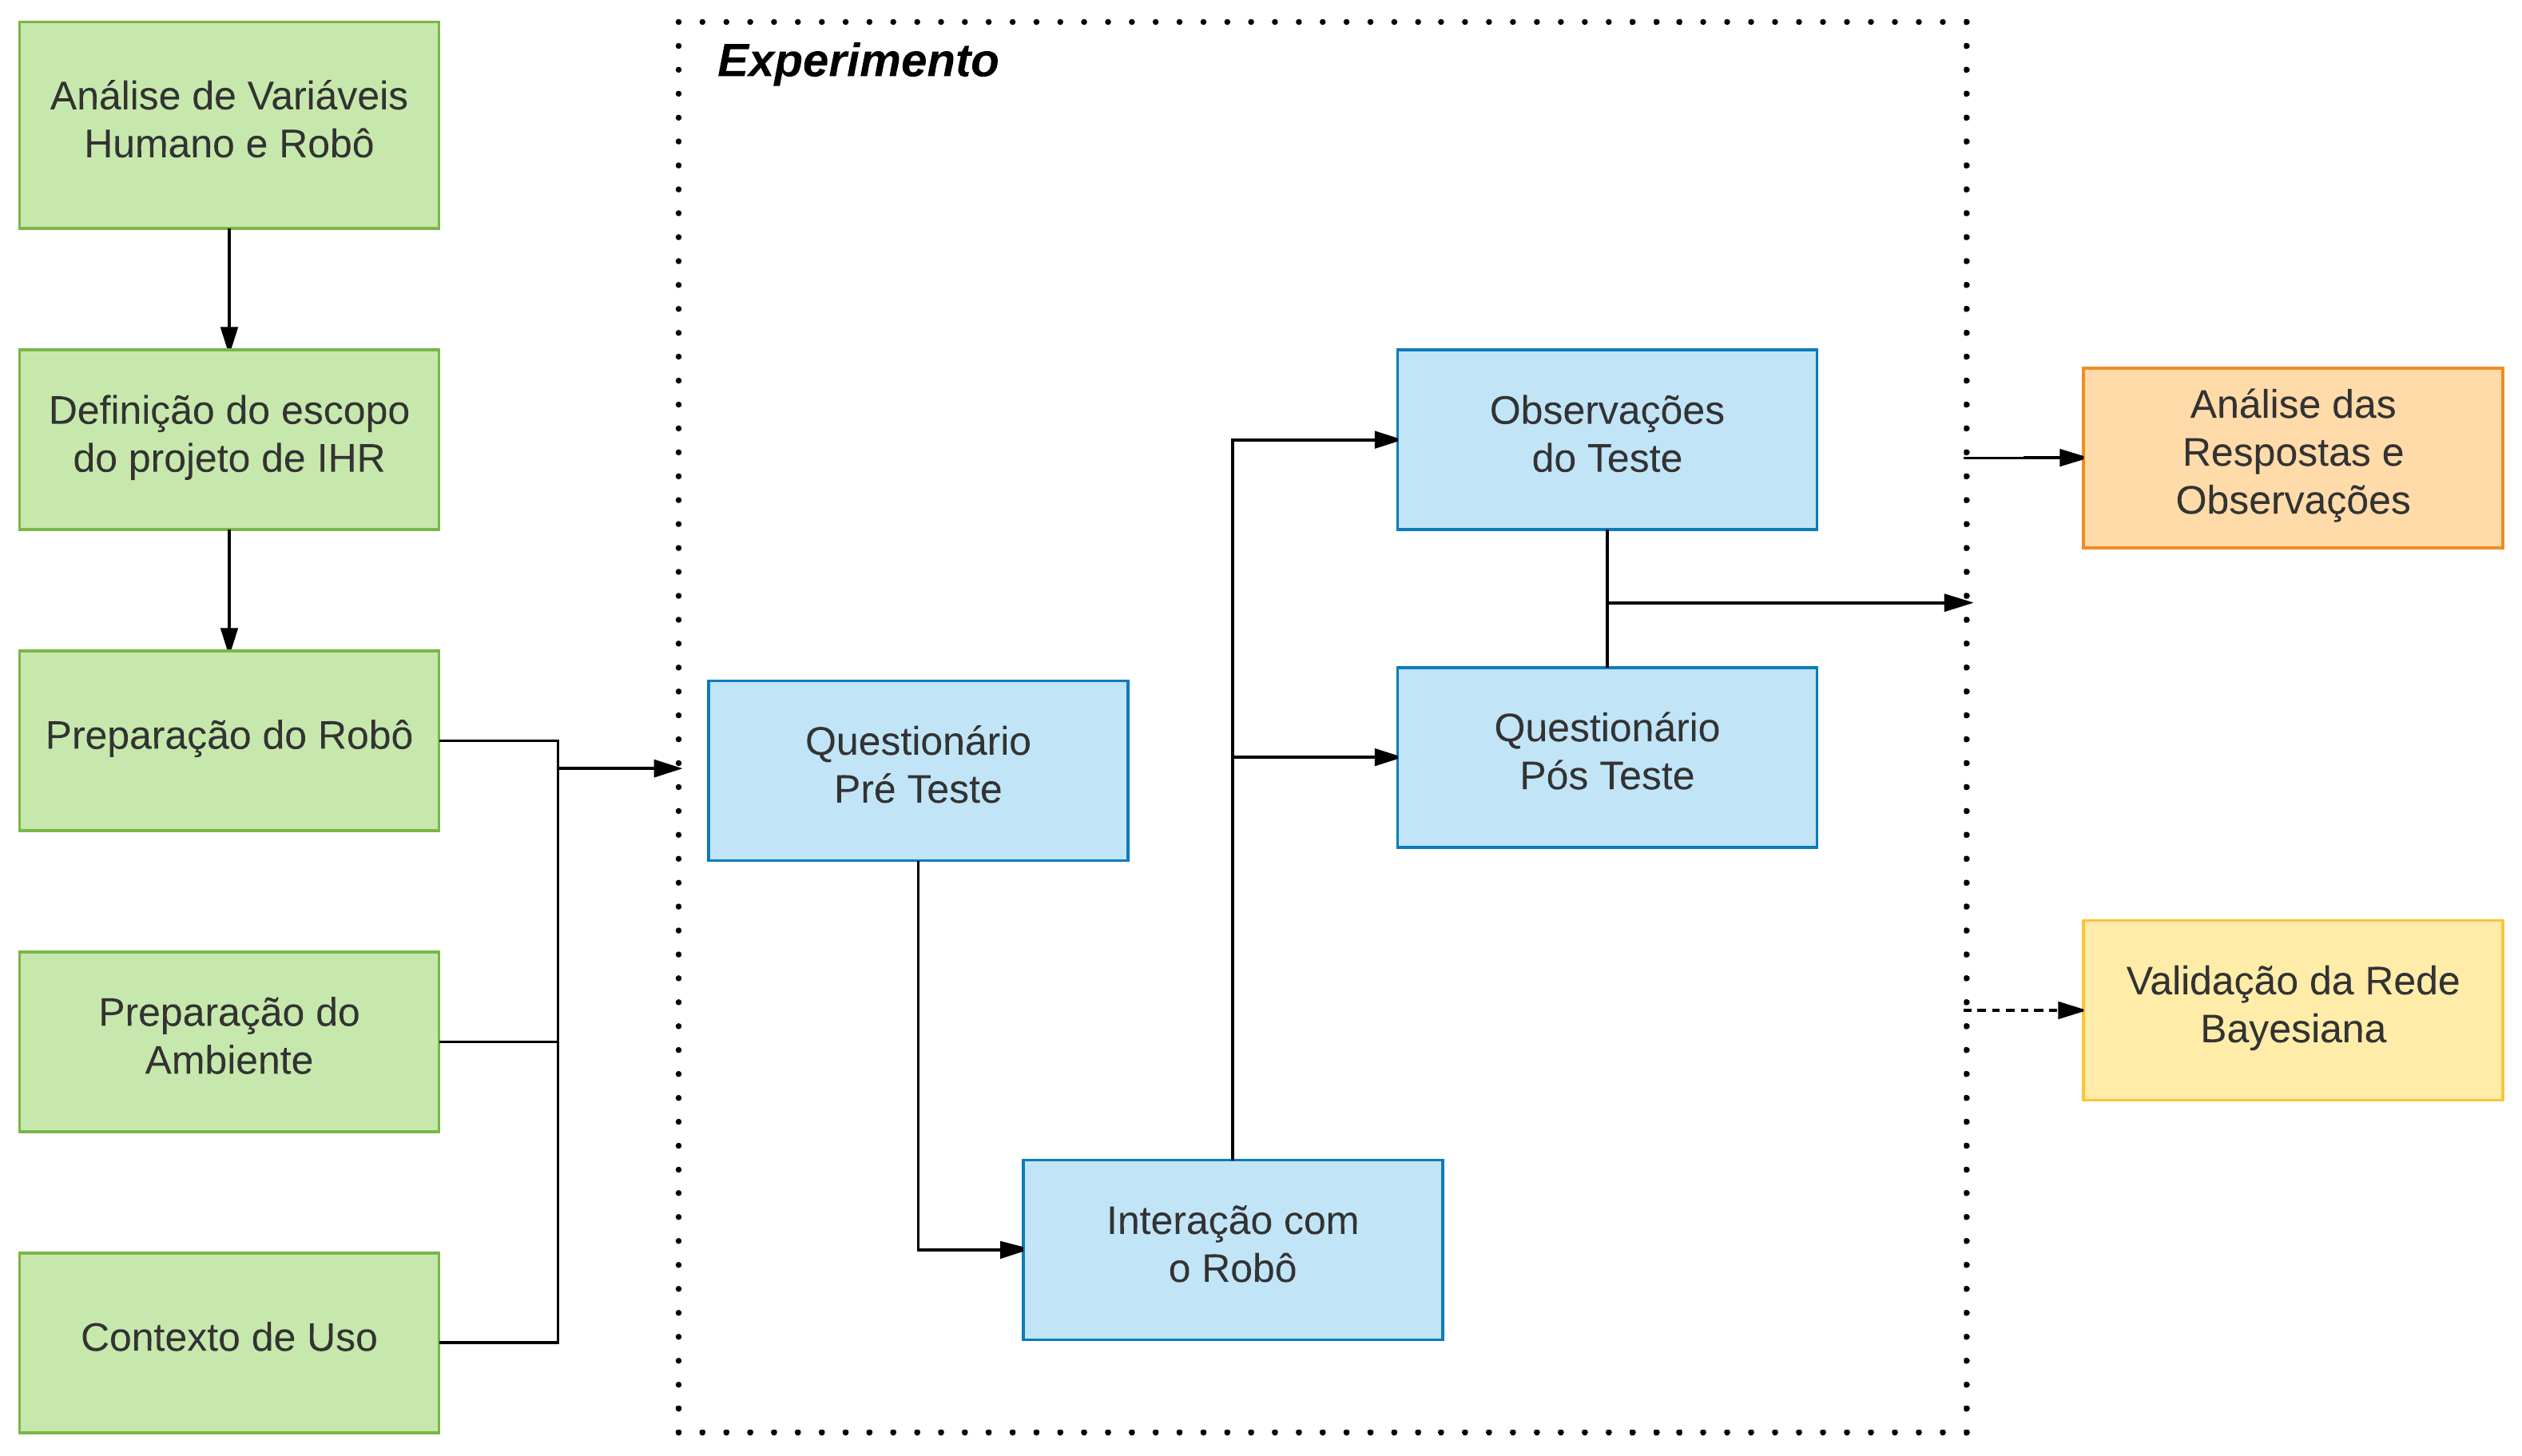 Análise de Variáveis
Humano e Robô
Definição do escopo
do projeto de IHR
Preparação do Robô
Preparação do
Ambiente
Contexto de Uso
Experimento
Questionário
Pré Teste
Interação com
o Robô
Observações
do Teste
Questionário
Pós Teste
Análise das
Respostas e
Observações
Validação da Rede
Bayesiana